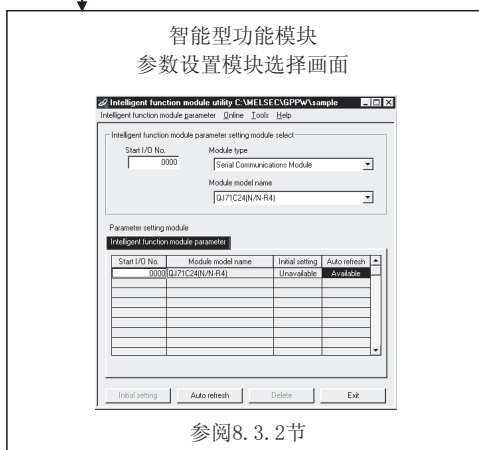 智能型功能模块
参数设置模块选择画面
Intelligent function module utility C:\MELSEC\GPPW\sample
Intelligent function module parameter Online Tools Help
Intelligent function module parameter setting module select
Start I/O No. Module type
0000 Serial Communications Module
Module model name
QJ71C24(N/N-R4)
Parameter setting module
Intelligent function module parameter
Start I/O No. Module model name Initial setting Auto refresh
0000 QJ71C24(N/N-R4) Unavailable Available
Initial setting Auto refresh Delete Exit
参阅8.3.2节